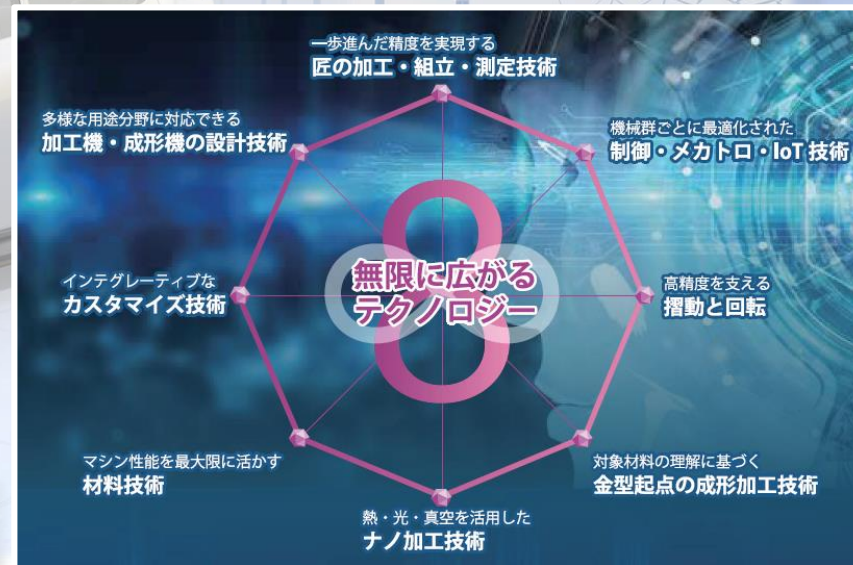 一歩進んだ精度を実現する
匠の加工・組立・測定技術
多様な用途分野に対応できる
加工機・成形機の設計技術
機械群ごとに最適化された
制御・メカトロ・IoT 技術
8
無限に広がる
テクノロジー
インテグレーティブな
カスタマイズ技術
高精度を支える
摺動と回転
マシン性能を最大限に活かす
材料技術
対象材料の理解に基づく
金型起点の成形加工技術
熱・光・真空を活用した
ナノ加工技術